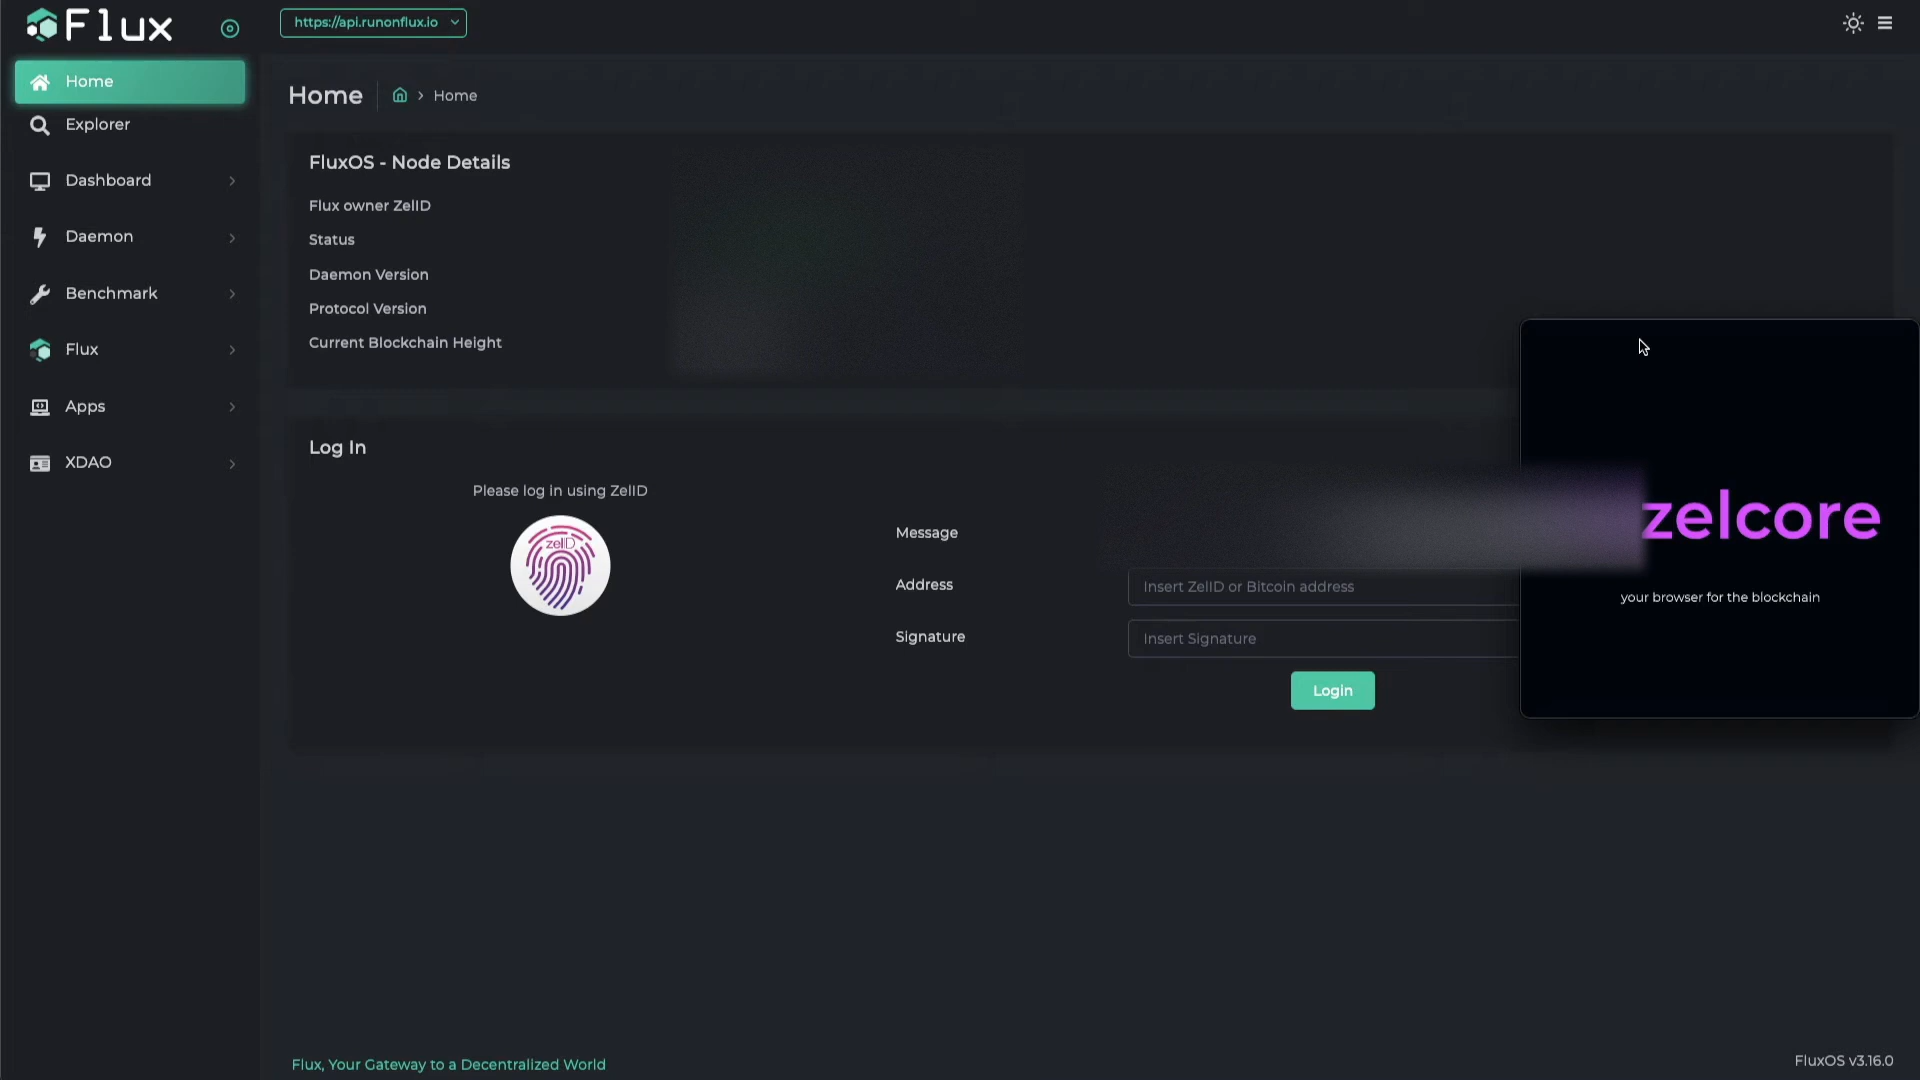 Flux
https://api.runonflux.io
Home
Explorer
Dashboard
Daemon
Benchmark
Flux
Apps
XDAO
Home
Home
FluxOS - Node Details
Flux owner ZelID
Status
Daemon Version
Protocol Version
Current Blockchain Height
Log In
Please log in using ZelID
zelID
Message
Address
Insert ZelID or Bitcoin address
Signature
Insert Signature
Login
zelcore
your browser for the blockchain
Flux, Your Gateway to a Decentralized World
FluxOS v3.16.0